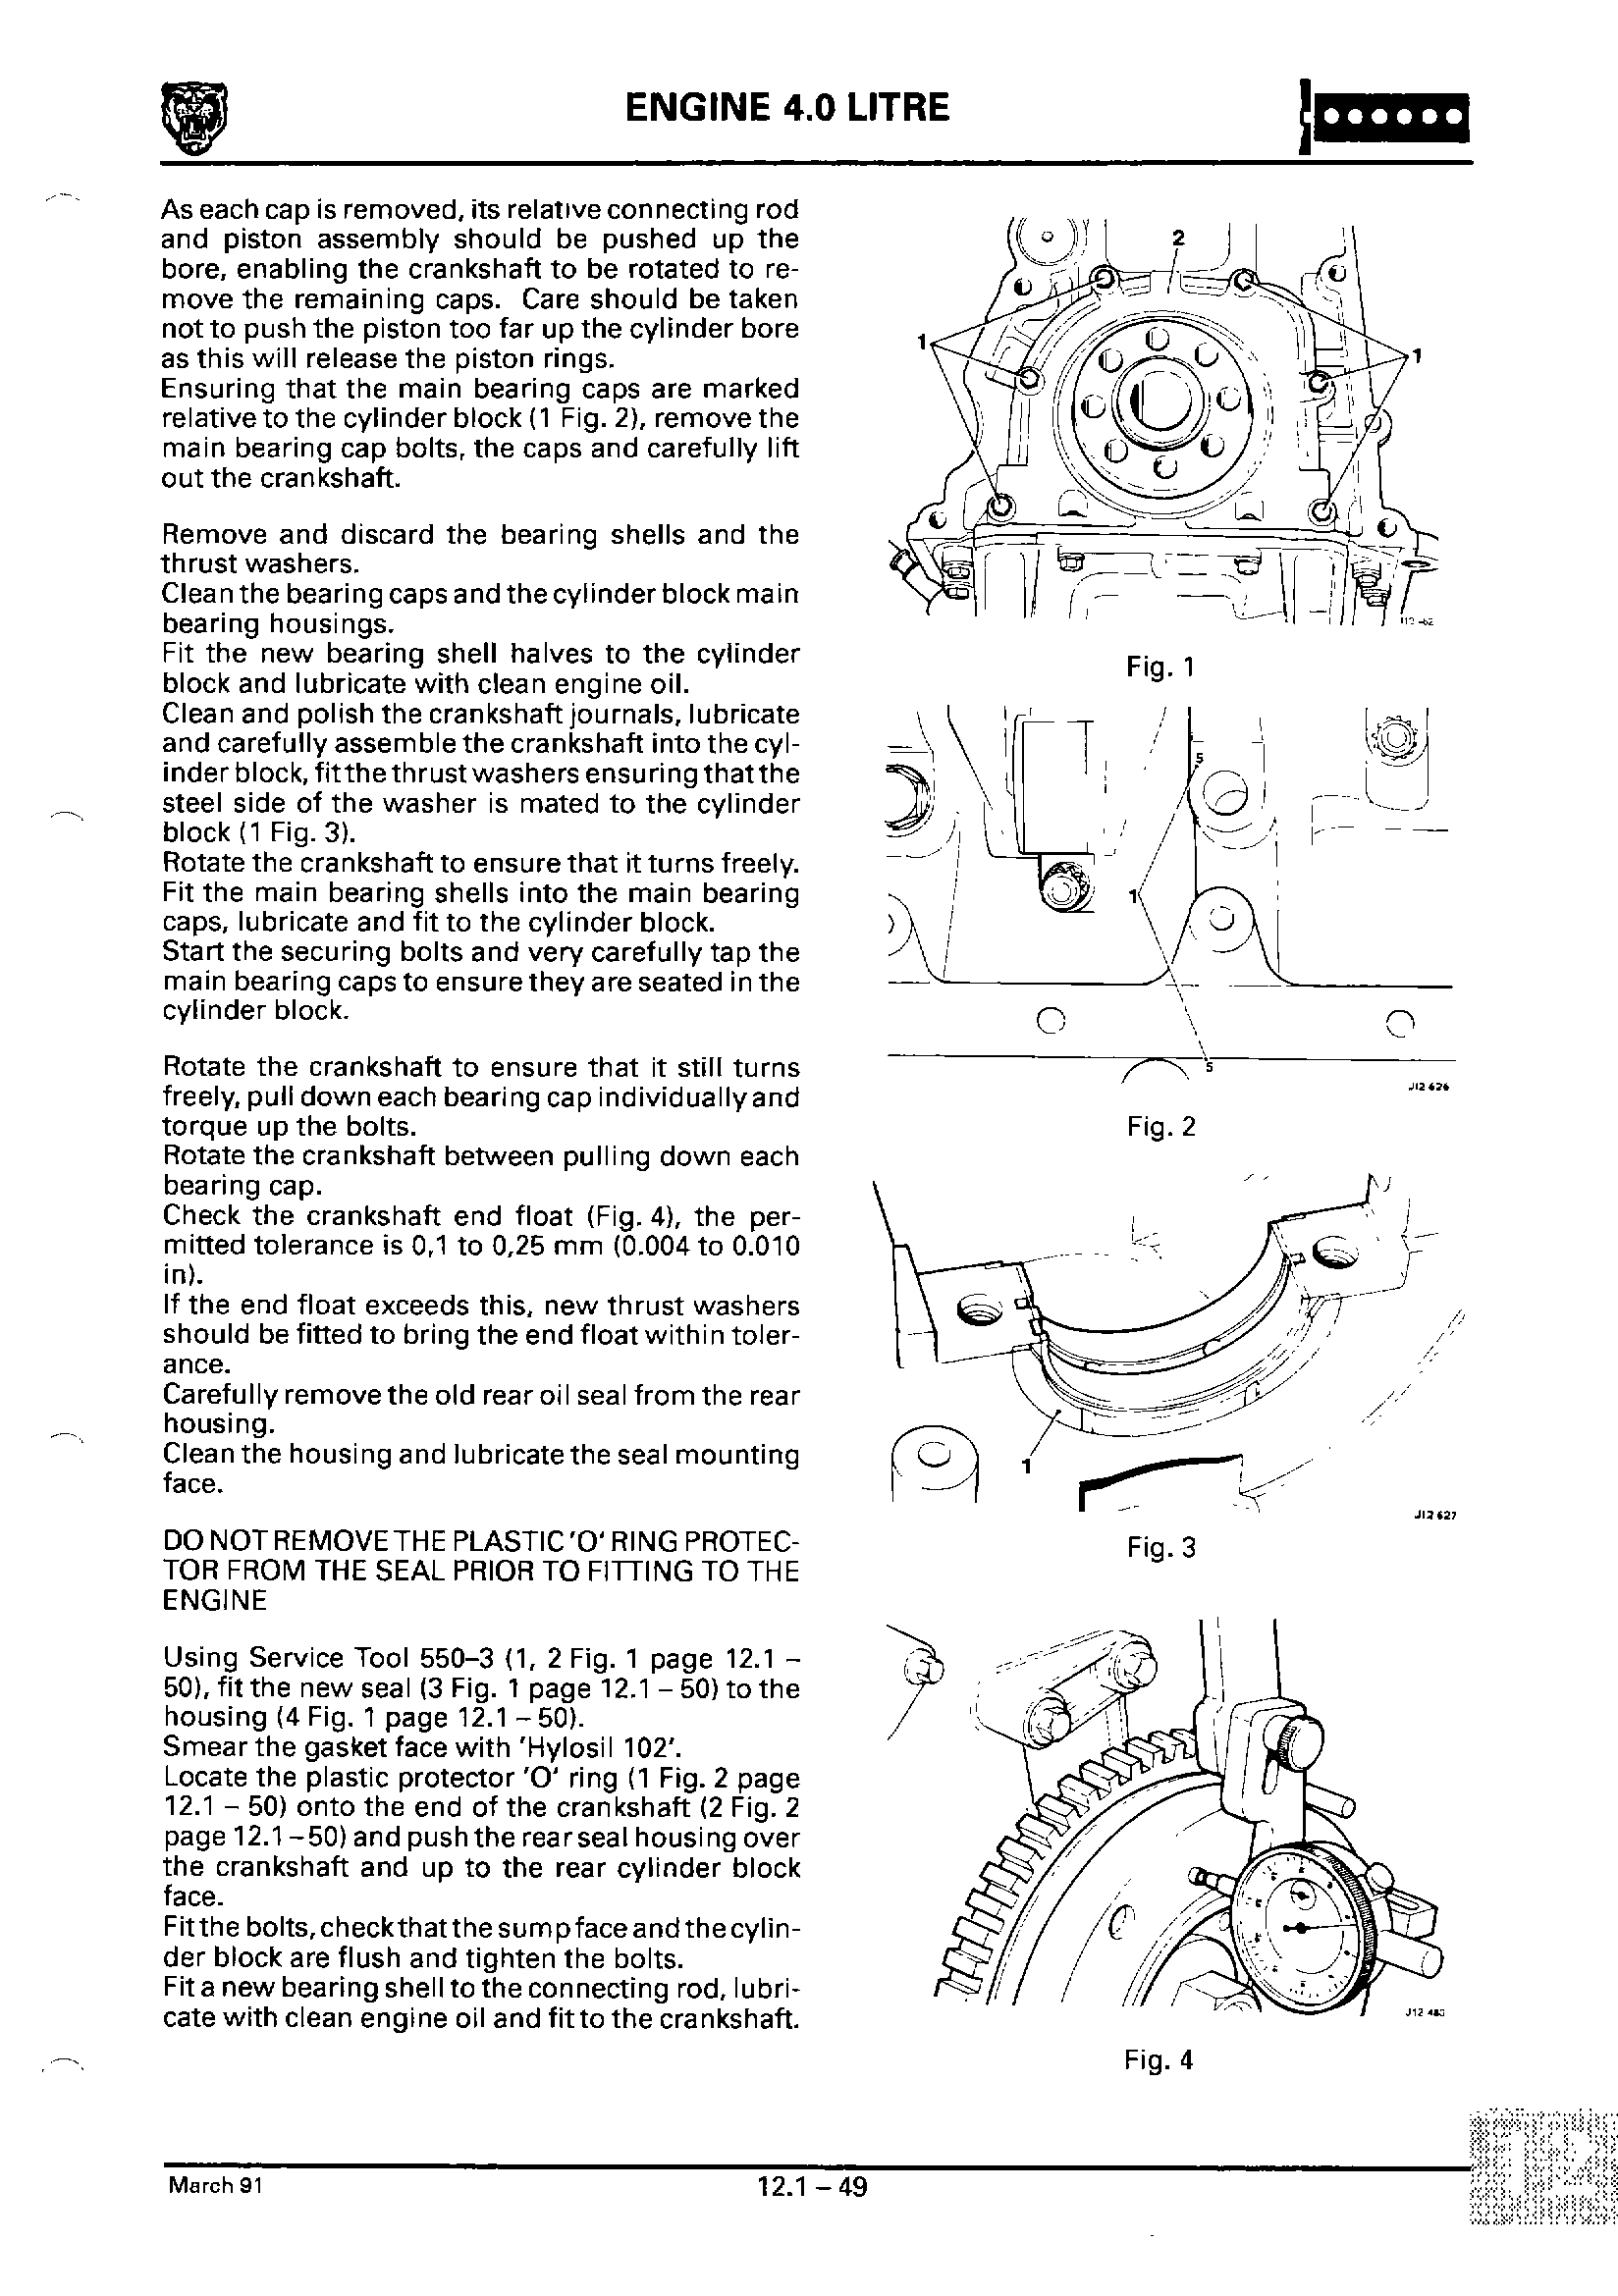 ENGINE 4.0 LITRE
As each cap is removed, its relative connecting rod
and piston assembly should be pushed up the
bore, enabling the crankshaft to be rotated to re-
move the remaining caps. Care should be taken
not to push the piston too far up the cylinder bore
as this will release the piston rings.
Ensuring that the main bearing caps are marked
relative to the cylinder block (1 Fig. 2), remove the
main bearing cap bolts, the caps and carefully lift
out the crankshaft.
Remove and discard the bearing shells and the
thrust washers.
Clean the bearing caps and the cylinder block main
bearing housings.
Fit the new bearing shell halves to the cylinder
block and lubricate with clean engine oil.
Clean and polish the crankshaft journals, lubricate
and carefully assemble the crankshaft into the cyl-
inder block, fit the thrust washers ensuring that the
steel side of the washer is mated to the cylinder
block (1 Fig. 3).
Rotate the crankshaft to ensure that it turns freely.
Fit the main bearing shells into the main bearing
caps, lubricate and fit to the cylinder block.
Start the securing bolts and very carefully tap the
main bearing caps to ensure they are seated in the
cylinder block.
Rotate the crankshaft to ensure that it still turns
freely, pull down each bearing cap individually and
torque up the bolts.
Rotate the crankshaft between pulling down each
bearing cap.
Check the crankshaft end float (Fig. 4), the per-
mitted tolerance is 0,1 to 0,25 mm (0.004 to 0.010
in).
If the end float exceeds this, new thrust washers
should be fitted to bring the end float within toler-
ance.
Carefully remove the old rear oil seal from the rear
housing.
Clean the housing and lubricate the seal mounting
face.
DO NOT REMOVE THE PLASTIC 'O' RING PROTEC-
TOR FROM THE SEAL PRIOR TO FITTING TO THE
ENGINE
Using Service Tool 550–3 (1, 2 Fig. 1 page 12.1 –
50), fit the new seal (3 Fig. 1 page 12.1 – 50) to the
housing (4 Fig. 1 page 12.1 – 50).
Smear the gasket face with 'Hylosil 102'.
Locate the plastic protector 'O' ring (1 Fig. 2 page
12.1 – 50) onto the end of the crankshaft (2 Fig. 2
page 12.1 –50) and push the rear seal housing over
the crankshaft and up to the rear cylinder block
face.
Fit the bolts, check that the sump face and the cylin-
der block are flush and tighten the bolts.
Fit a new bearing shell to the connecting rod, lubri-
cate with clean engine oil and fit to the crankshaft.
2
1
1
Fig. 1
5
1
5
J12 626
Fig. 2
1
J12 627
Fig. 3
Fig. 4
12
March 91
12.1 – 49